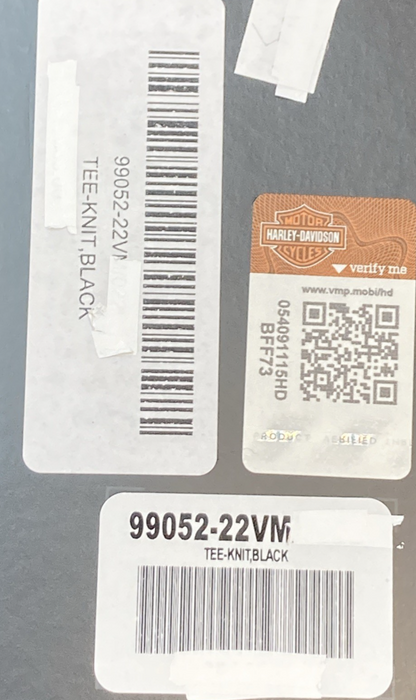 99052-22VM
TEE-KNIT,BLACK
MOTOR
HARLEY-DAVIDSON
CYCLES
verify me
www.vmp.mobi/hd
054091115HD
BFF73
PRODUCT
99052-22VM
TEE-KNIT,BLACK